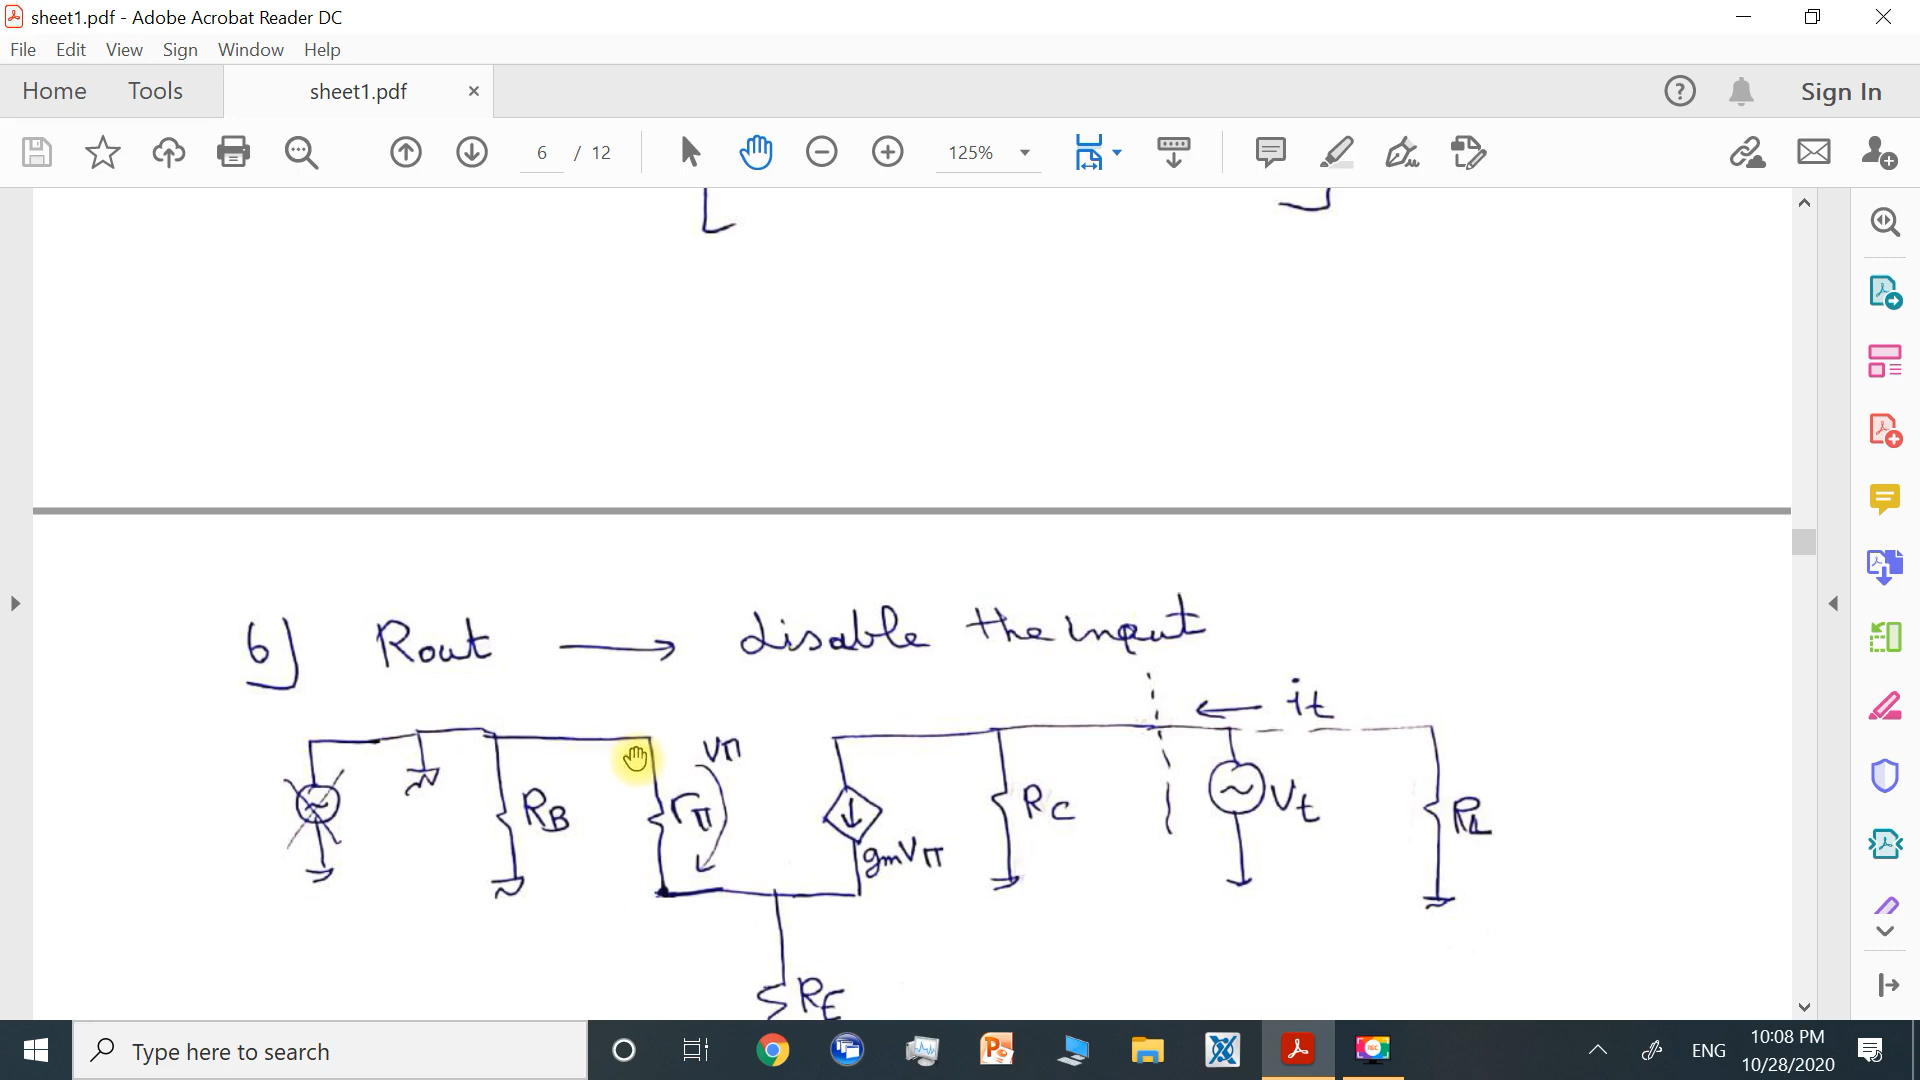 sheet1.pdf - Adobe Acrobat Reader DC
File Edit View Sign Window Help
Home Tools sheet1.pdf × ? Sign In
6 / 12 125%
6) Rout → disable the input
← it
Vπ
RB rπ gmVπ RC Vt RL
RE
Type here to search
ENG 10:08 PM
10/28/2020